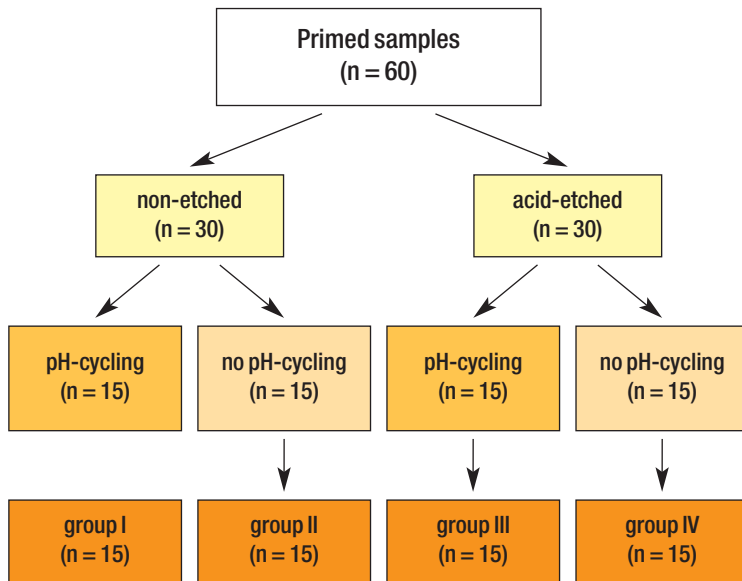 Primed samples
(n = 60)
non-etched
(n = 30)
acid-etched
(n = 30)
pH-cycling
(n = 15)
no pH-cycling
(n = 15)
pH-cycling
(n = 15)
no pH-cycling
(n = 15)
group I
(n = 15)
group II
(n = 15)
group III
(n = 15)
group IV
(n = 15)